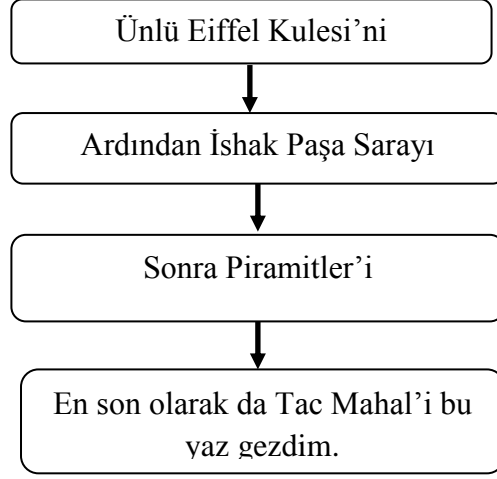 Ünlü Eiffel Kulesi’ni
Ardından İshak Paşa Sarayı
Sonra Piramitler’i
En son olarak da Tac Mahal’i bu
yaz gezdim.